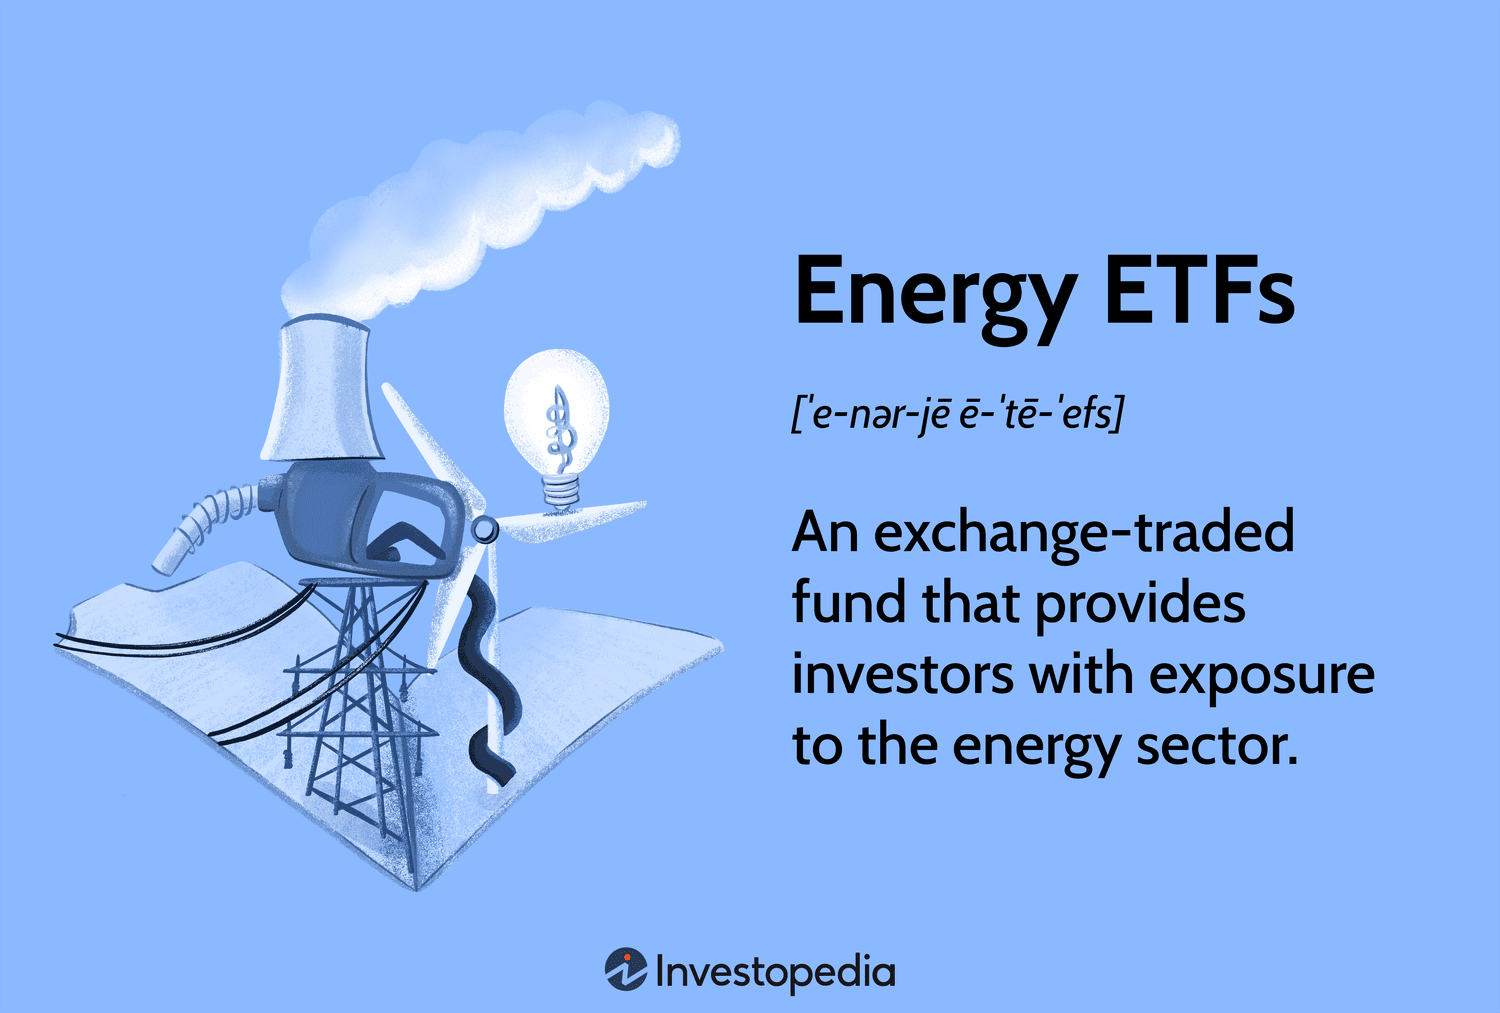 Energy ETFs
[ˈe-nər-jē ē-ˈtē-ˈefs]
An exchange-traded
fund that provides
investors with exposure
to the energy sector.
Investopedia